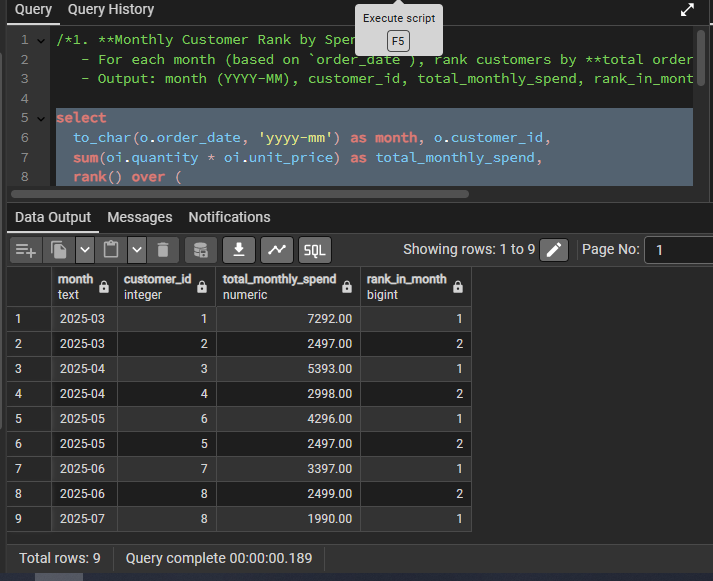 Query Query History
Execute script
F5
1 /*1. **Monthly Customer Rank by Spe
2 - For each month (based on `order_date`), rank customers by **total order
3 - Output: month (YYYY-MM), customer_id, total_monthly_spend, rank_in_mont
4
5 select
6 to_char(o.order_date, 'yyyy-mm') as month, o.customer_id,
7 sum(oi.quantity * oi.unit_price) as total_monthly_spend,
8 rank() over (
Data Output Messages Notifications
SQL Showing rows: 1 to 9 Page No: 1
month customer_id total_monthly_spend rank_in_month
text integer numeric bigint
1 2025-03 1 7292.00 1
2 2025-03 2 2497.00 2
3 2025-04 3 5393.00 1
4 2025-04 4 2998.00 2
5 2025-05 6 4296.00 1
6 2025-05 5 2497.00 2
7 2025-06 7 3397.00 1
8 2025-06 8 2499.00 2
9 2025-07 8 1990.00 1
Total rows: 9 Query complete 00:00:00.189